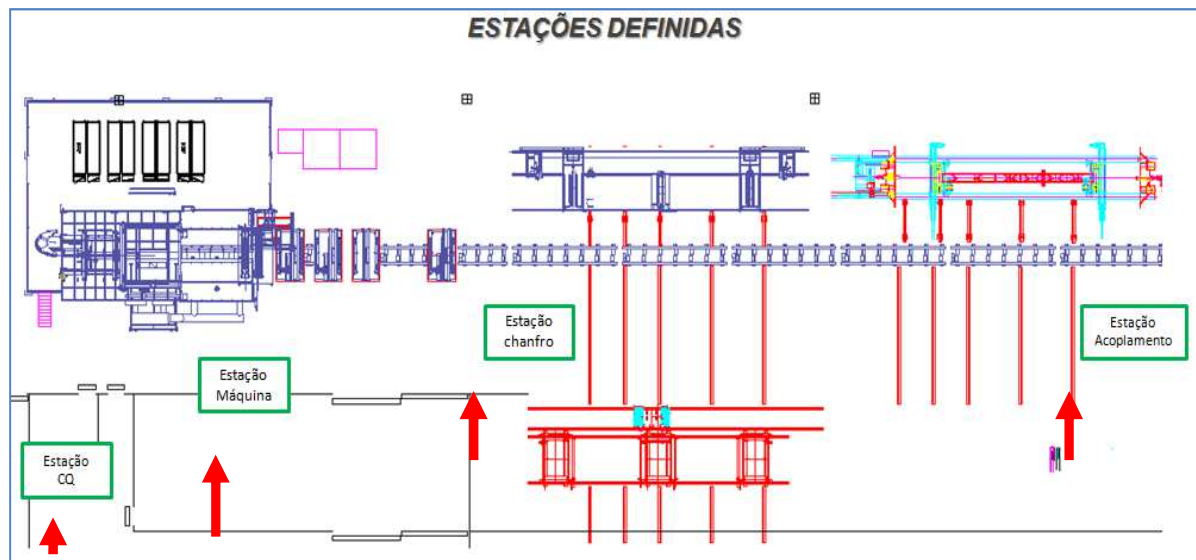 ESTAÇÕES DEFINIDAS
Estação
chanfro
Estação
Acoplamento
Estação
Máquina
Estação
CQ